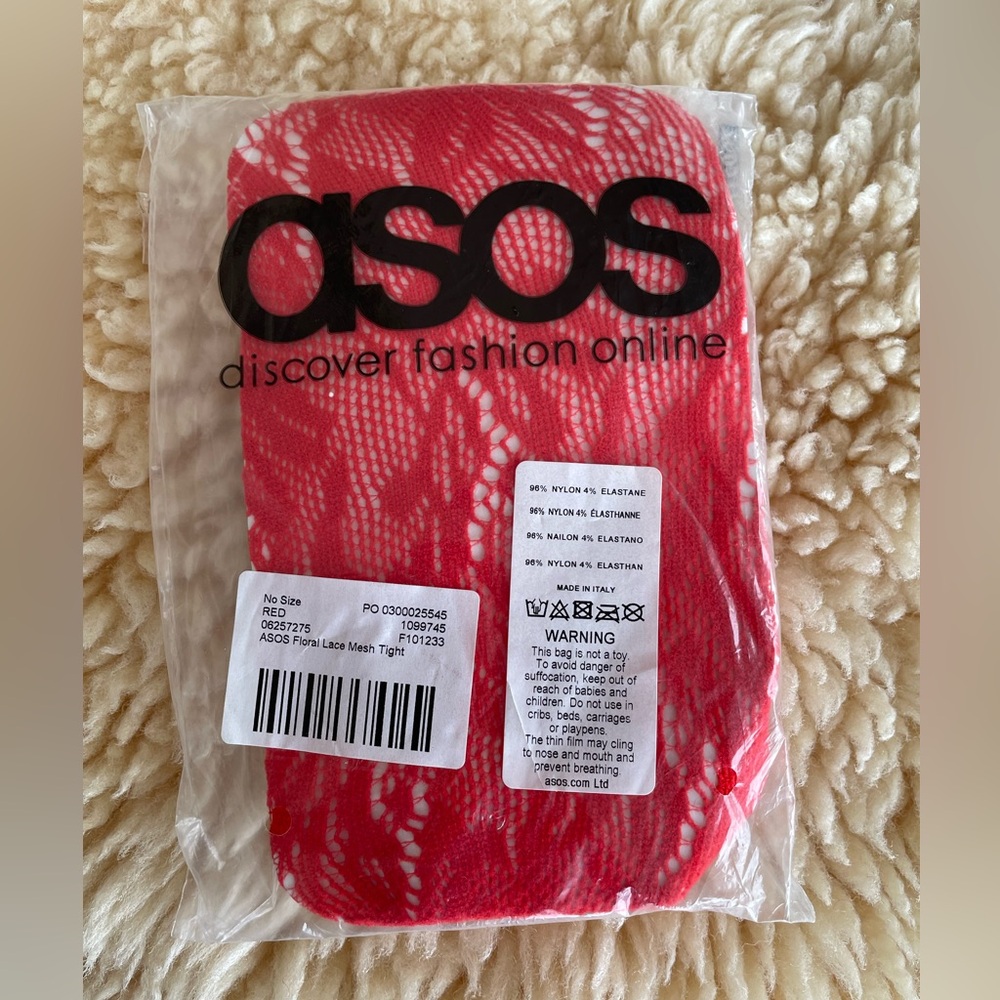 asos
discover fashion online
96% NYLON 4% ELASTANE
96% NYLON 4% ÉLASTHANNE
96% NAILON 4% ELASTANO
96% NYLON 4% ELASTHAN
MADE IN ITALY
WARNING
This bag is not a toy.
To avoid danger of
suffocation, keep out of
reach of babies and
children. Do not use in
cribs, beds, carriages
or playpens.
The thin film may cling
to nose and mouth and
prevent breathing.
asos.com Ltd
No Size PO 0300025545
RED 1099745
06257275 F101233
ASOS Floral Lace Mesh Tight